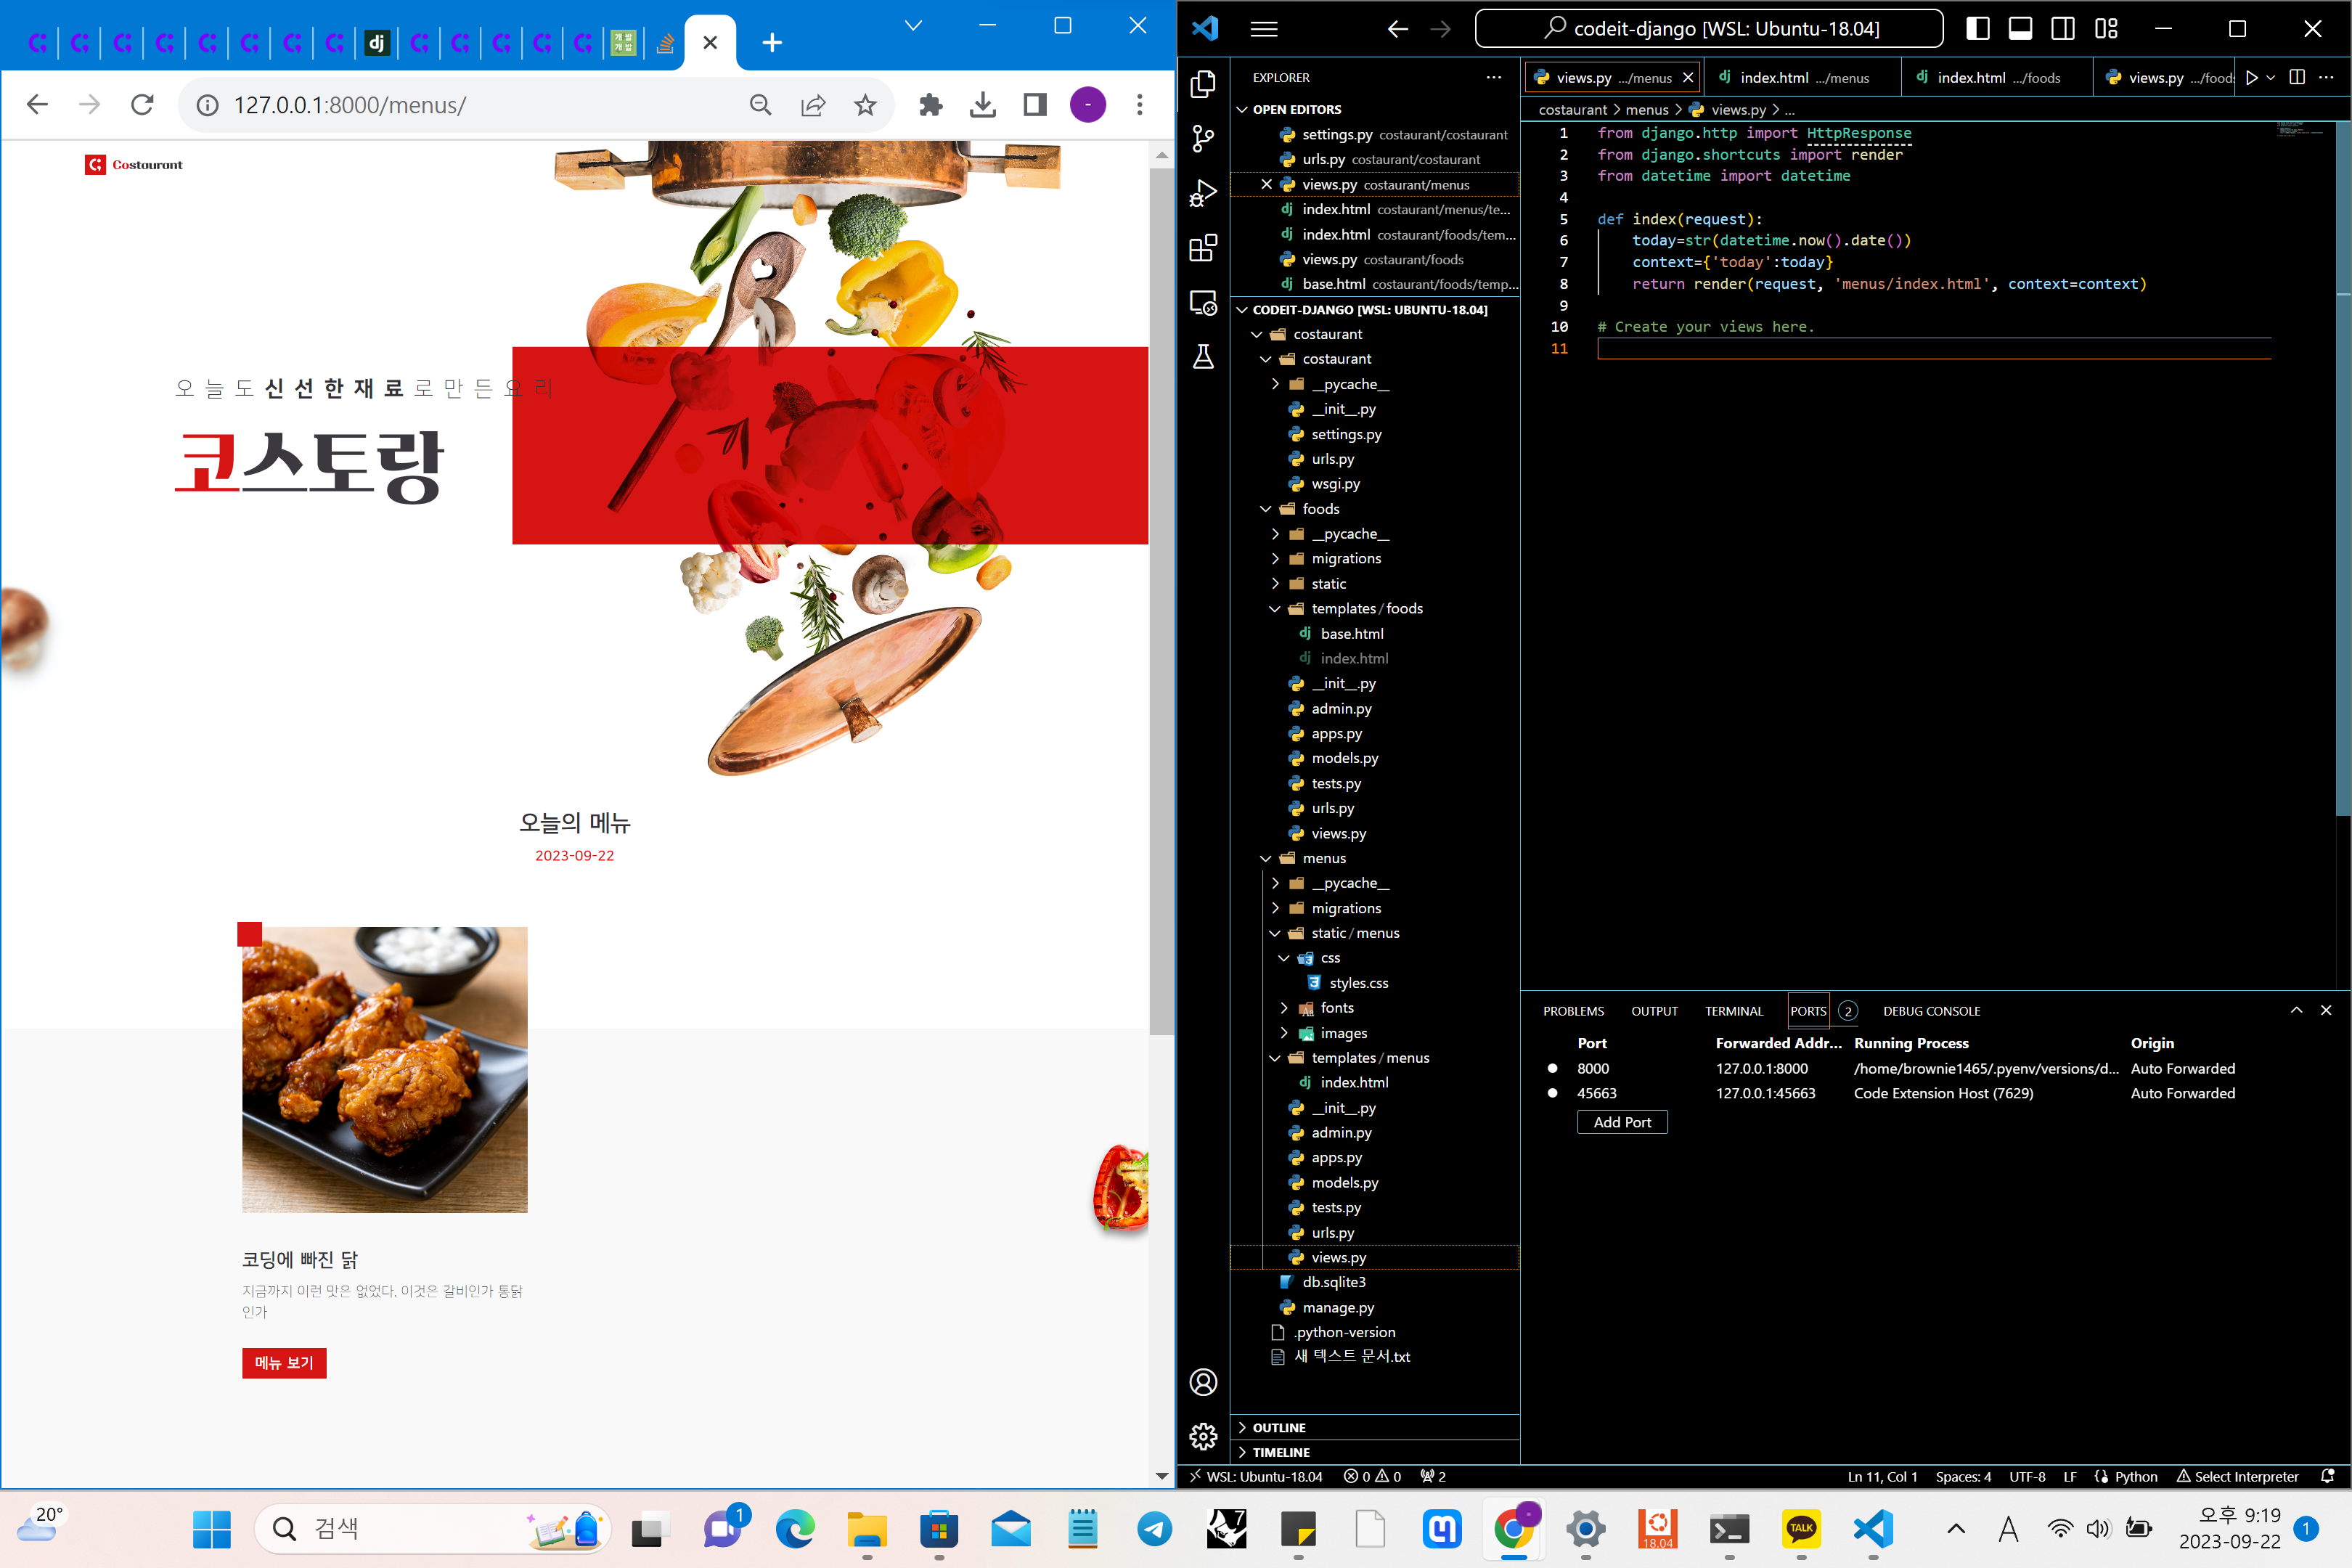 127.0.0.1:8000/menus/
Costaurant
오늘도 신선한재료로 만든요리
코스토랑
오늘의 메뉴
2023-09-22
코딩에 빠진 닭
지금까지 이런 맛은 없었다. 이것은 갈비인가 통닭
인가
메뉴 보기
codeit-django [WSL: Ubuntu-18.04]
EXPLORER
OPEN EDITORS
settings.py costaurant/costaurant
urls.py costaurant/costaurant
views.py costaurant/menus
index.html costaurant/menus/te...
index.html costaurant/foods/tem...
views.py costaurant/foods
base.html costaurant/foods/temp...
CODEIT-DJANGO [WSL: UBUNTU-18.04]
costaurant
costaurant
__pycache__
__init__.py
settings.py
urls.py
wsgi.py
foods
__pycache__
migrations
static
templates/foods
base.html
index.html
__init__.py
admin.py
apps.py
models.py
tests.py
urls.py
views.py
menus
__pycache__
migrations
static/menus
css
styles.css
fonts
images
templates/menus
index.html
__init__.py
admin.py
apps.py
models.py
tests.py
urls.py
views.py
db.sqlite3
manage.py
.python-version
새 텍스트 문서.txt
OUTLINE
TIMELINE
views.py .../menus index.html .../menus index.html .../foods views.py .../foods
costaurant > menus > views.py > ...
1 from django.http import HttpResponse
2 from django.shortcuts import render
3 from datetime import datetime
4
5 def index(request):
6 today=str(datetime.now().date())
7 context={'today':today}
8 return render(request, 'menus/index.html', context=context)
9
10 # Create your views here.
11
PROBLEMS OUTPUT TERMINAL PORTS 2 DEBUG CONSOLE
Port Forwarded Addr... Running Process Origin
8000 127.0.0.1:8000 /home/brownie1465/.pyenv/versions/d... Auto Forwarded
45663 127.0.0.1:45663 Code Extension Host (7629) Auto Forwarded
Add Port
WSL: Ubuntu-18.04 0 0 2 Ln 11, Col 1 Spaces: 4 UTF-8 LF Python Select Interpreter
20° 검색 1 7 18.04 TALK A 오후 9:19
2023-09-22 1